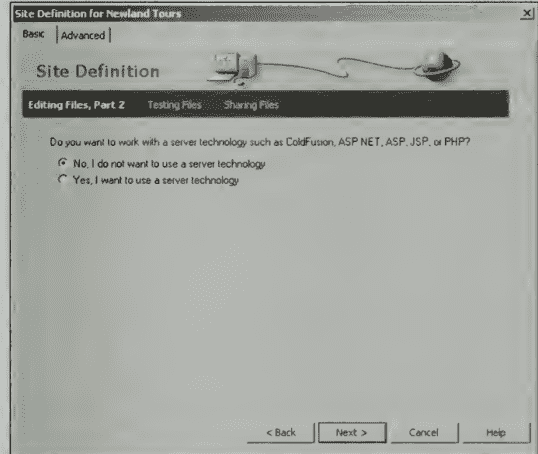 Site Definition for Newland Tours
Basic Advanced
Site Definition
Editing Files, Part 2 Testing Files Sharing Files
Do you want to work with a server technology such as ColdFusion, ASP.NET, ASP, JSP, or PHP?
No, I do not want to use a server technology
Yes, I want to use a server technology
< Back Next > Cancel Help